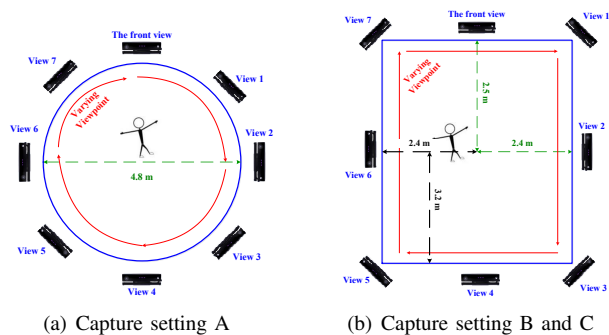 The front view
View 7
View 1
Varying
Viewpoint
View 6
View 2
4.8 m
View 5
View 3
View 4
(a) Capture setting A
The front view
View 7
View 1
Varying
Viewpoint
2.5 m
View 2
2.4 m
2.4 m
View 6
3.2 m
View 5
View 4
View 3
(b) Capture setting B and C